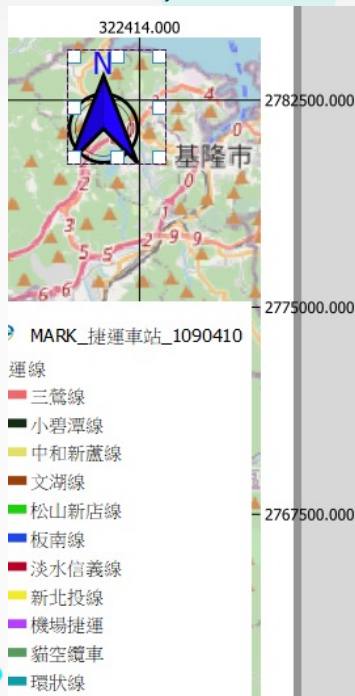 322414.000
N
2782500.000
基隆市
2775000.000
MARK_捷運車站_1090410
運線
三鶯線
小碧潭線
中和新蘆線
文湖線
松山新店線
2767500.000
板南線
淡水信義線
新北投線
機場捷運
貓空纜車
環狀線